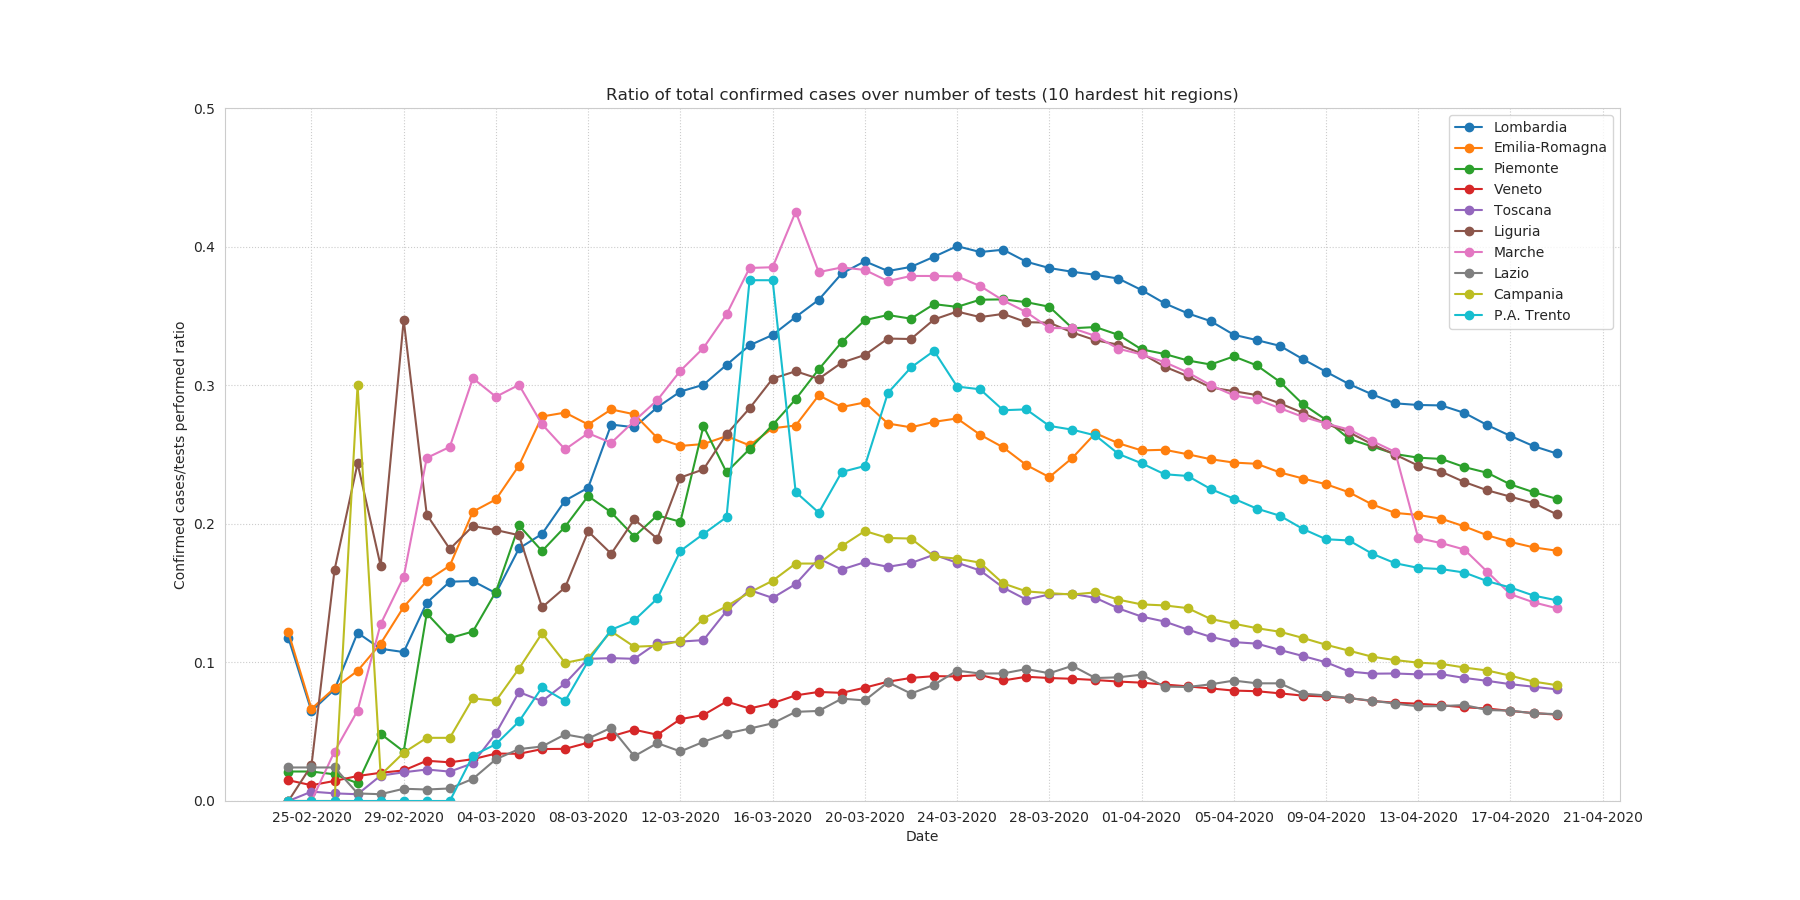 Ratio of total confirmed cases over number of tests (10 hardest hit regions)
0.5
0.4
0.3
0.2
0.1
0.0
Confirmed cases/tests performed ratio
Lombardia
Emilia-Romagna
Piemonte
Veneto
Toscana
Liguria
Marche
Lazio
Campania
P.A. Trento
25-02-2020 29-02-2020 04-03-2020 08-03-2020 12-03-2020 16-03-2020 20-03-2020 24-03-2020 28-03-2020 01-04-2020 05-04-2020 09-04-2020 13-04-2020 17-04-2020 21-04-2020
Date